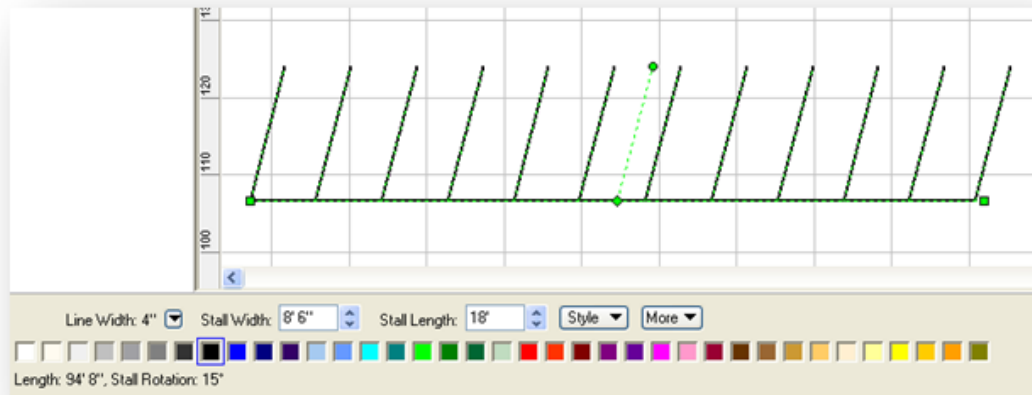 120
110
100
Line Width: 4" Stall Width: 8' 6" Stall Length: 18' Style More
Length: 94' 8", Stall Rotation: 15°